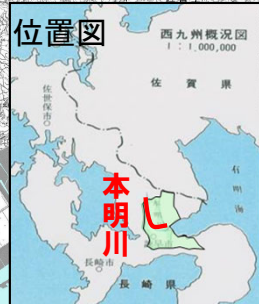 位置図
西九州概況図
1 : 1,000,000
佐賀県
佐世保市
有明海
本明川
長崎市
長崎県